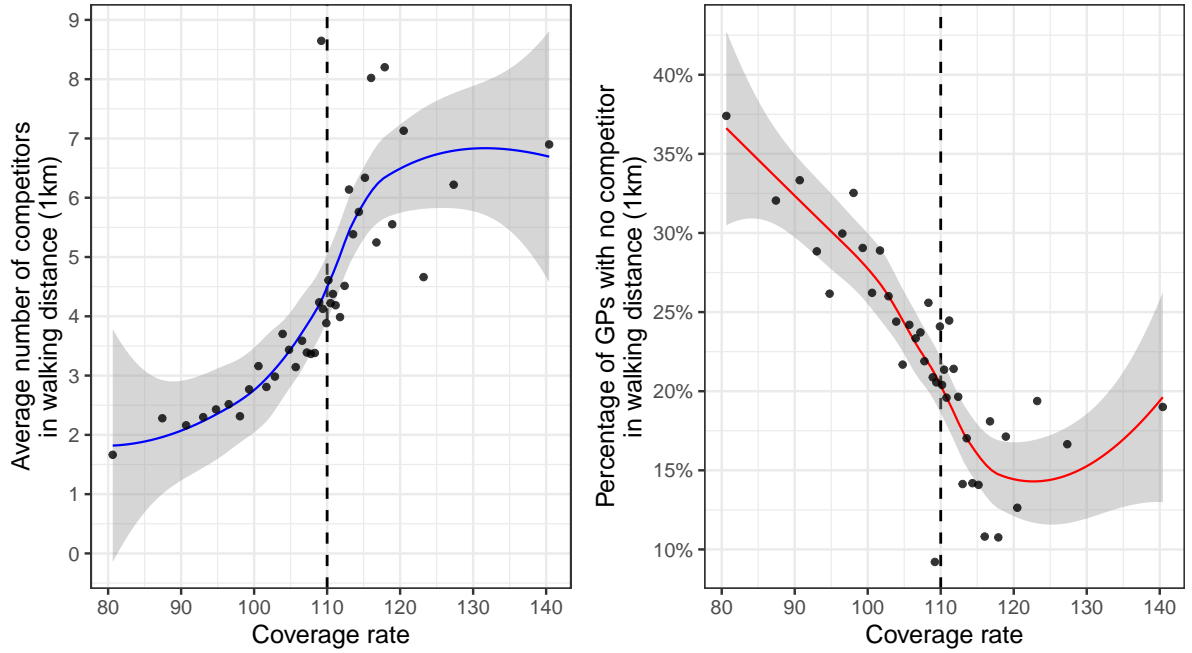 Average number of competitors
in walking distance (1km)
9
8
7
6
5
4
3
2
1
0
80 90 100 110 120 130 140
Coverage rate
Percentage of GPs with no competitor
in walking distance (1km)
40%
35%
30%
25%
20%
15%
10%
80 90 100 110 120 130 140
Coverage rate